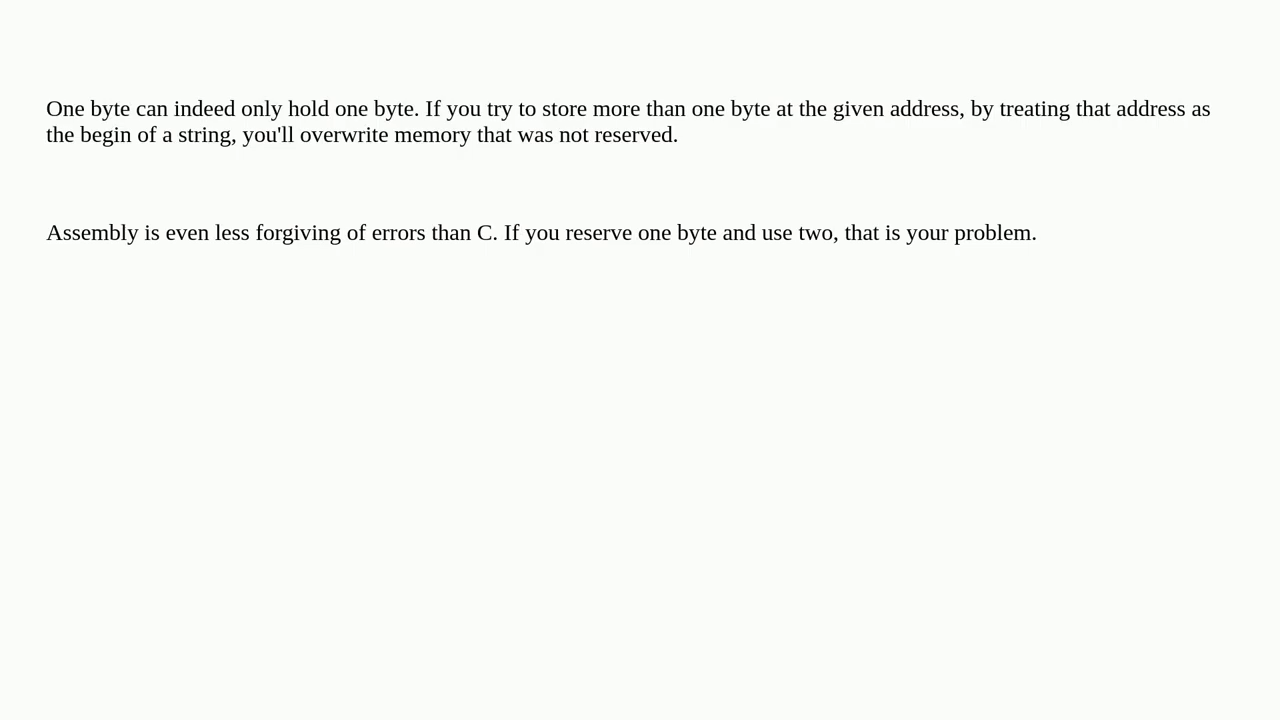 One byte can indeed only hold one byte. If you try to store more than one byte at the given address, by treating that address as
the begin of a string, you'll overwrite memory that was not reserved.
Assembly is even less forgiving of errors than C. If you reserve one byte and use two, that is your problem.